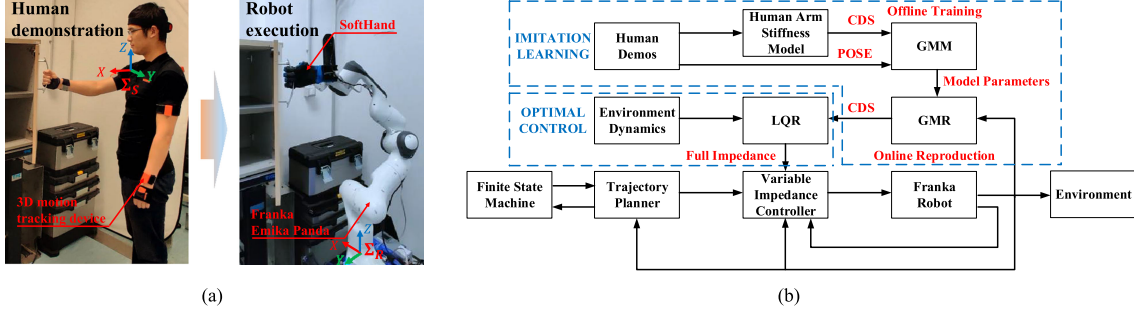 Human
demonstration
Z
X
Y
Σ_S
3D motion
tracking device
Robot
execution
SoftHand
Franka
Emika Panda
Z
X
Y
Σ_R
(a)
IMITATION
LEARNING
Human
Demos
Human Arm
Stiffness
Model
CDS
POSE
Offline Training
GMM
Model Parameters
OPTIMAL
CONTROL
Environment
Dynamics
LQR
CDS
GMR
Full Impedance
Online Reproduction
Finite State
Machine
Trajectory
Planner
Variable
Impedance
Controller
Franka
Robot
Environment
(b)